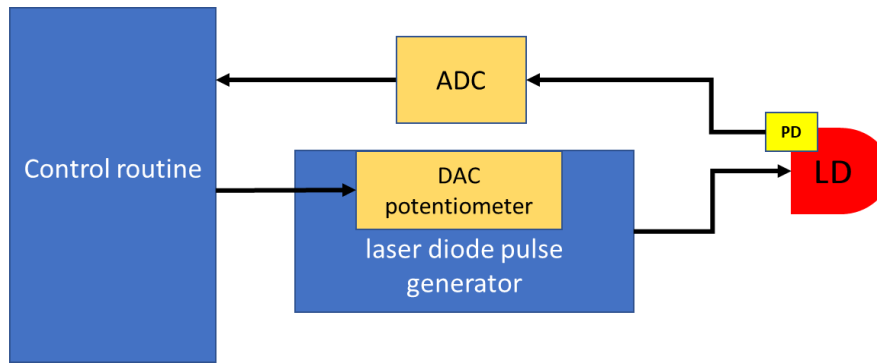 Control routine
ADC
DAC
potentiometer
laser diode pulse
generator
PD
LD